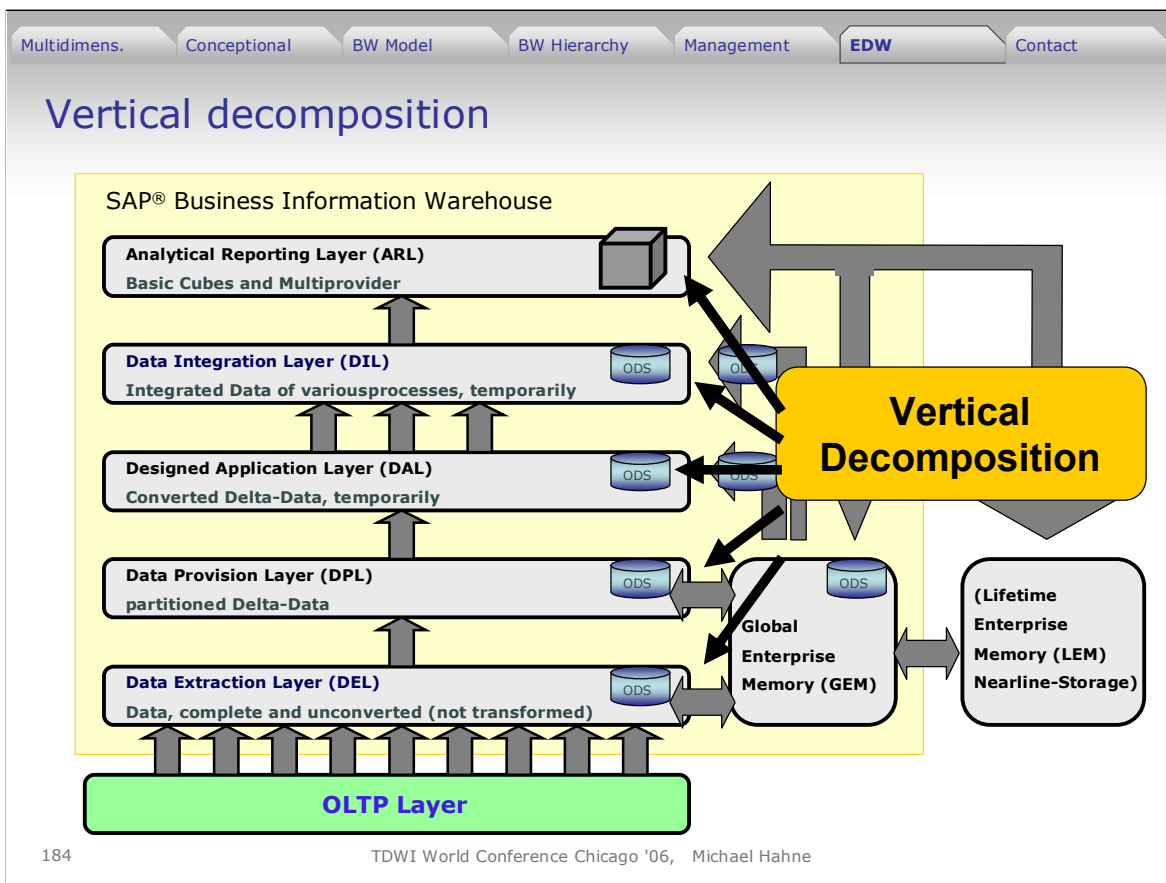 Multidimens. Conceptional BW Model BW Hierarchy Management EDW Contact
Vertical decomposition
SAP® Business Information Warehouse
Analytical Reporting Layer (ARL)
Basic Cubes and Multiprovider
Data Integration Layer (DIL)
Integrated Data of variousprocesses, temporarily
ODS
ODS
Vertical
Decomposition
Designed Application Layer (DAL)
Converted Delta-Data, temporarily
ODS
ODS
Data Provision Layer (DPL)
partitioned Delta-Data
ODS
ODS
Global
Enterprise
Memory (GEM)
(Lifetime
Enterprise
Memory (LEM)
Nearline-Storage)
Data Extraction Layer (DEL)
Data, complete and unconverted (not transformed)
ODS
OLTP Layer
184
TDWI World Conference Chicago '06, Michael Hahne